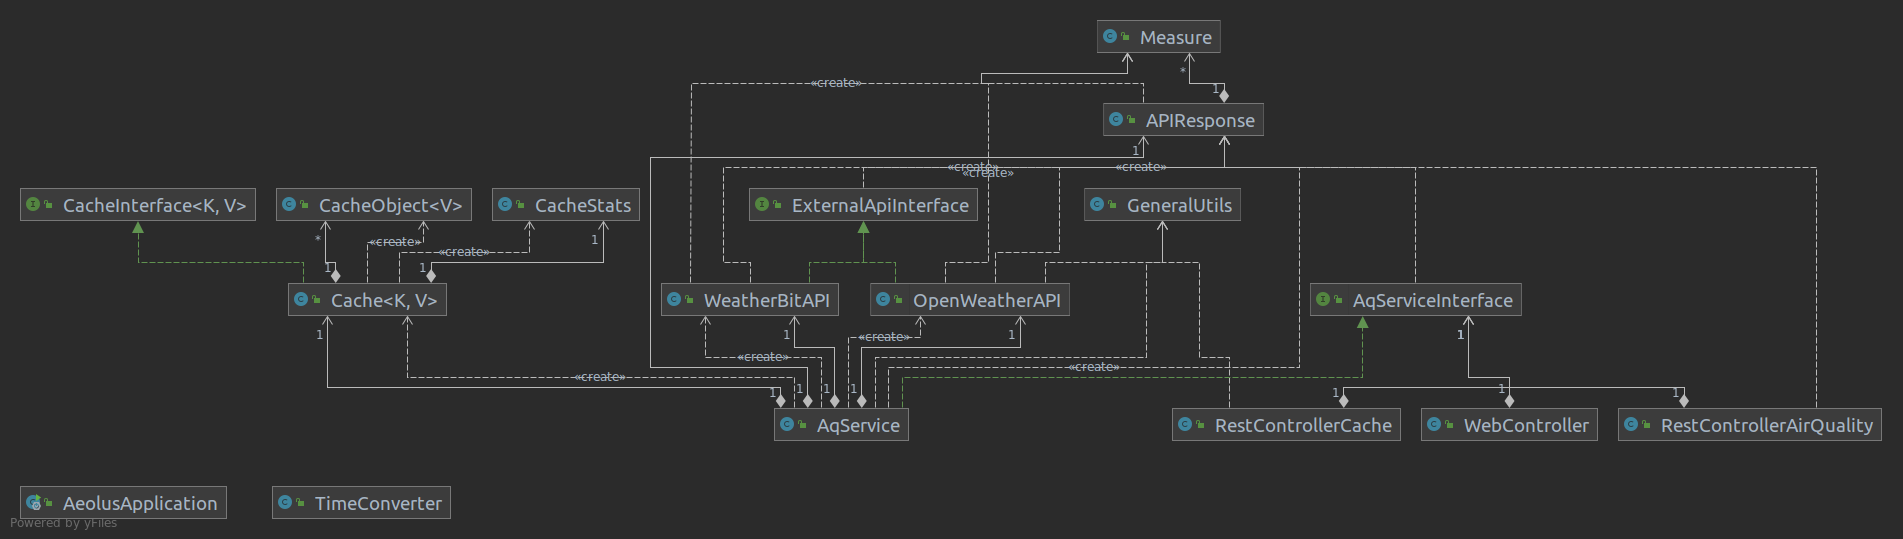 Measure
*
1
«create»
APIResponse
1
«create»
«create»
«create»
CacheInterface<K, V>
CacheObject<V>
CacheStats
ExternalApiInterface
GeneralUtils
*
«create»
1
«create»
1
1
Cache<K, V>
WeatherBitAPI
OpenWeatherAPI
AqServiceInterface
1
1
«create»
1
1
«create»
«create»
«create»
1
1
1
1
1
1
1
AqService
RestControllerCache
WebController
RestControllerAirQuality
AeolusApplication
TimeConverter
Powered by yFiles